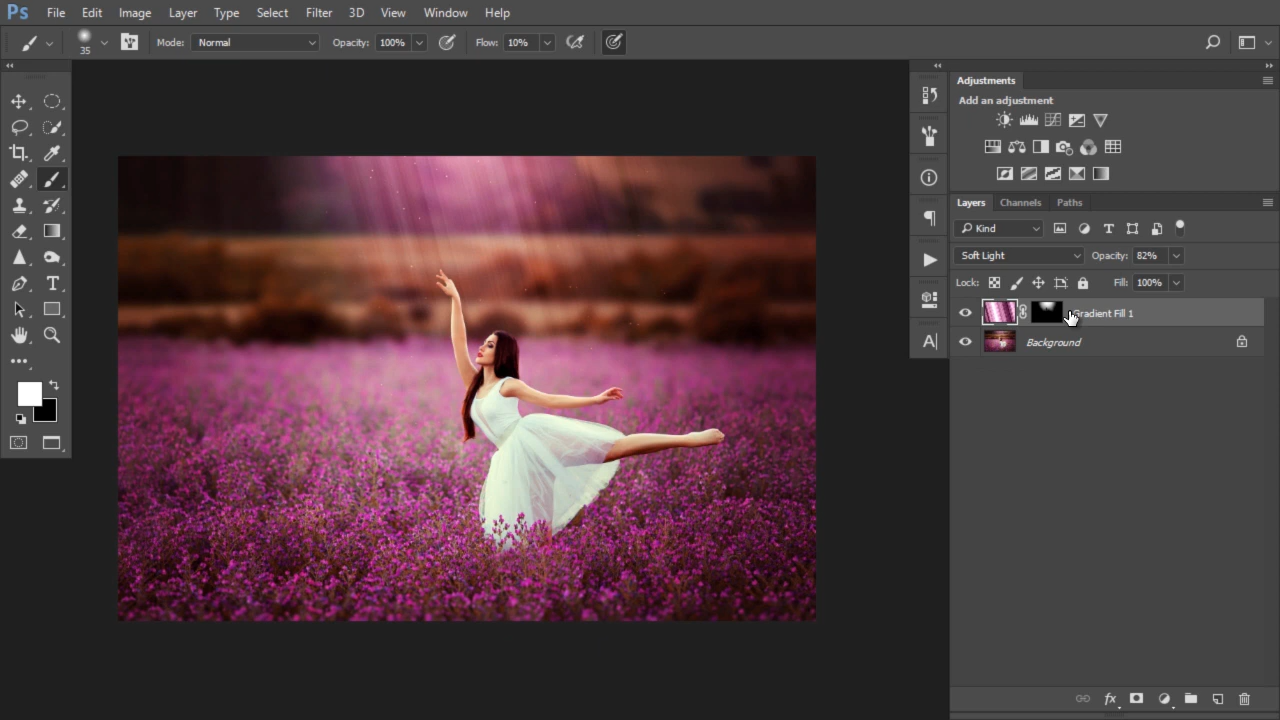 Ps File Edit Image Layer Type Select Filter 3D View Window Help
35 Mode: Normal Opacity: 100% Flow: 10%
Adjustments
Add an adjustment
Layers Channels Paths
Kind
Soft Light Opacity: 82%
Lock: Fill: 100%
Gradient Fill 1
Background